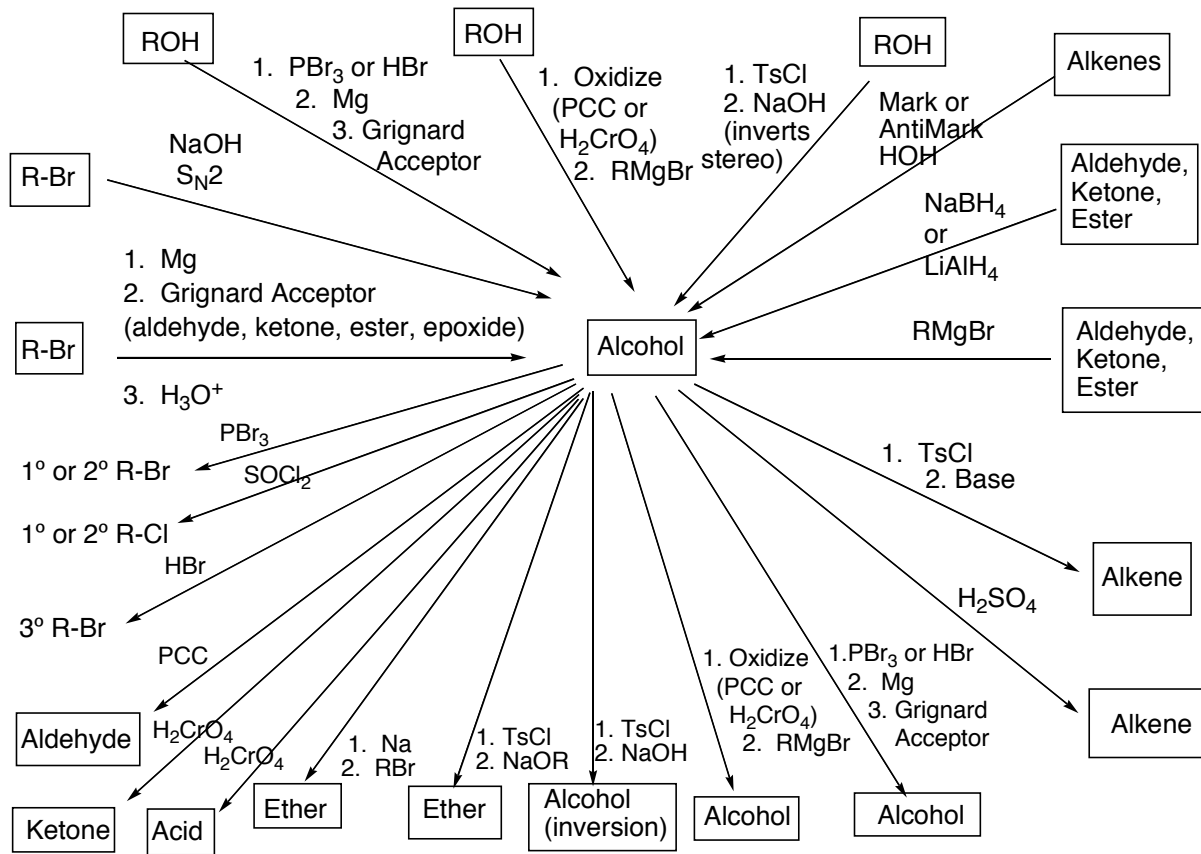 ROH
1. PBr₃ or HBr
2. Mg
3. Grignard
Acceptor
ROH
1. Oxidize
(PCC or
H₂CrO₄)
2. RMgBr
ROH
1. TsCl
2. NaOH
(inverts
stereo)
Alkenes
Mark or
AntiMark
HOH
R-Br
NaOH
S_N2
Aldehyde,
Ketone,
Ester
NaBH₄
or
LiAlH₄
1. Mg
2. Grignard Acceptor
(aldehyde, ketone, ester, epoxide)
R-Br
3. H₃O⁺
Alcohol
RMgBr
Aldehyde,
Ketone,
Ester
PBr₃
1º or 2º R-Br
SOCl₂
1º or 2º R-Cl
HBr
3º R-Br
PCC
Aldehyde
H₂CrO₄
Ketone
H₂CrO₄
Acid
1. Na
2. RBr
Ether
1. TsCl
2. NaOR
Ether
1. TsCl
2. NaOH
Alcohol
(inversion)
1. Oxidize
(PCC or
H₂CrO₄)
2. RMgBr
Alcohol
1.PBr₃ or HBr
2. Mg
3. Grignard
Acceptor
Alcohol
H₂SO₄
Alkene
1. TsCl
2. Base
Alkene